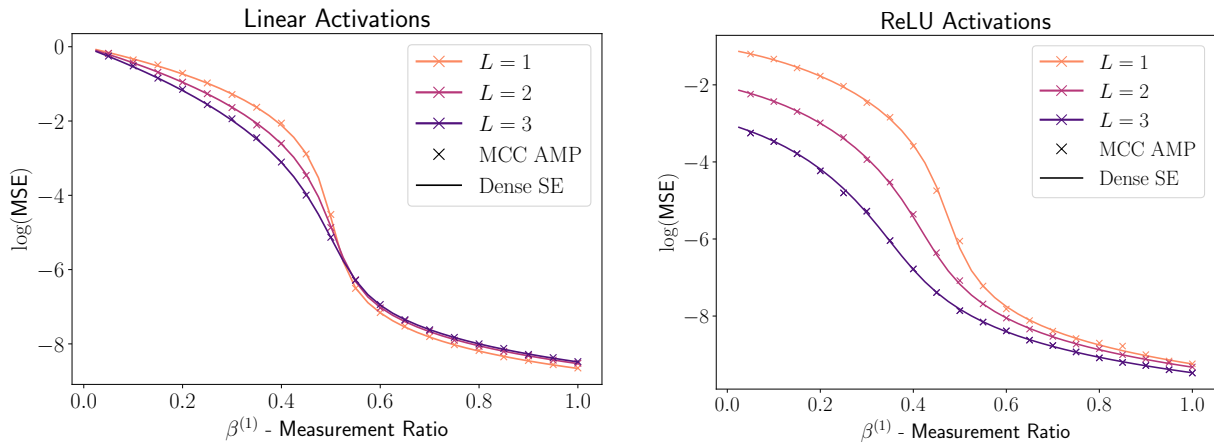 Linear Activations
log(MSE)
0
−2
−4
−6
−8
L = 1
L = 2
L = 3
MCC AMP
Dense SE
0.0 0.2 0.4 0.6 0.8 1.0
β^(1) - Measurement Ratio
ReLU Activations
log(MSE)
−2
−4
−6
−8
L = 1
L = 2
L = 3
MCC AMP
Dense SE
0.0 0.2 0.4 0.6 0.8 1.0
β^(1) - Measurement Ratio